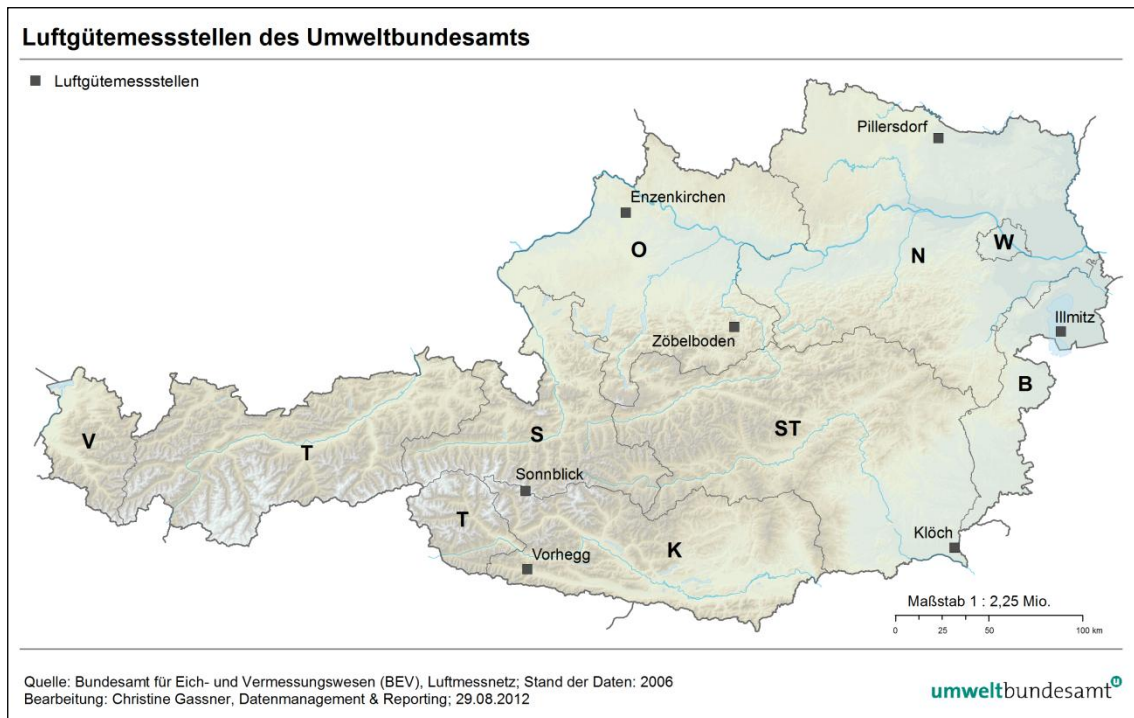 Luftgütemessstellen des Umweltbundesamts
Luftgütemessstellen
Pillersdorf
Enzenkirchen
O
N
W
Illmitz
Zöbelboden
B
V
T
S
ST
Sonnblick
T
K
Klöch
Vorhegg
Maßstab 1 : 2,25 Mio.
0 25 50 100 km
Quelle: Bundesamt für Eich- und Vermessungswesen (BEV), Luftmessnetz; Stand der Daten: 2006
Bearbeitung: Christine Gassner, Datenmanagement & Reporting; 29.08.2012
umweltbundesamt U